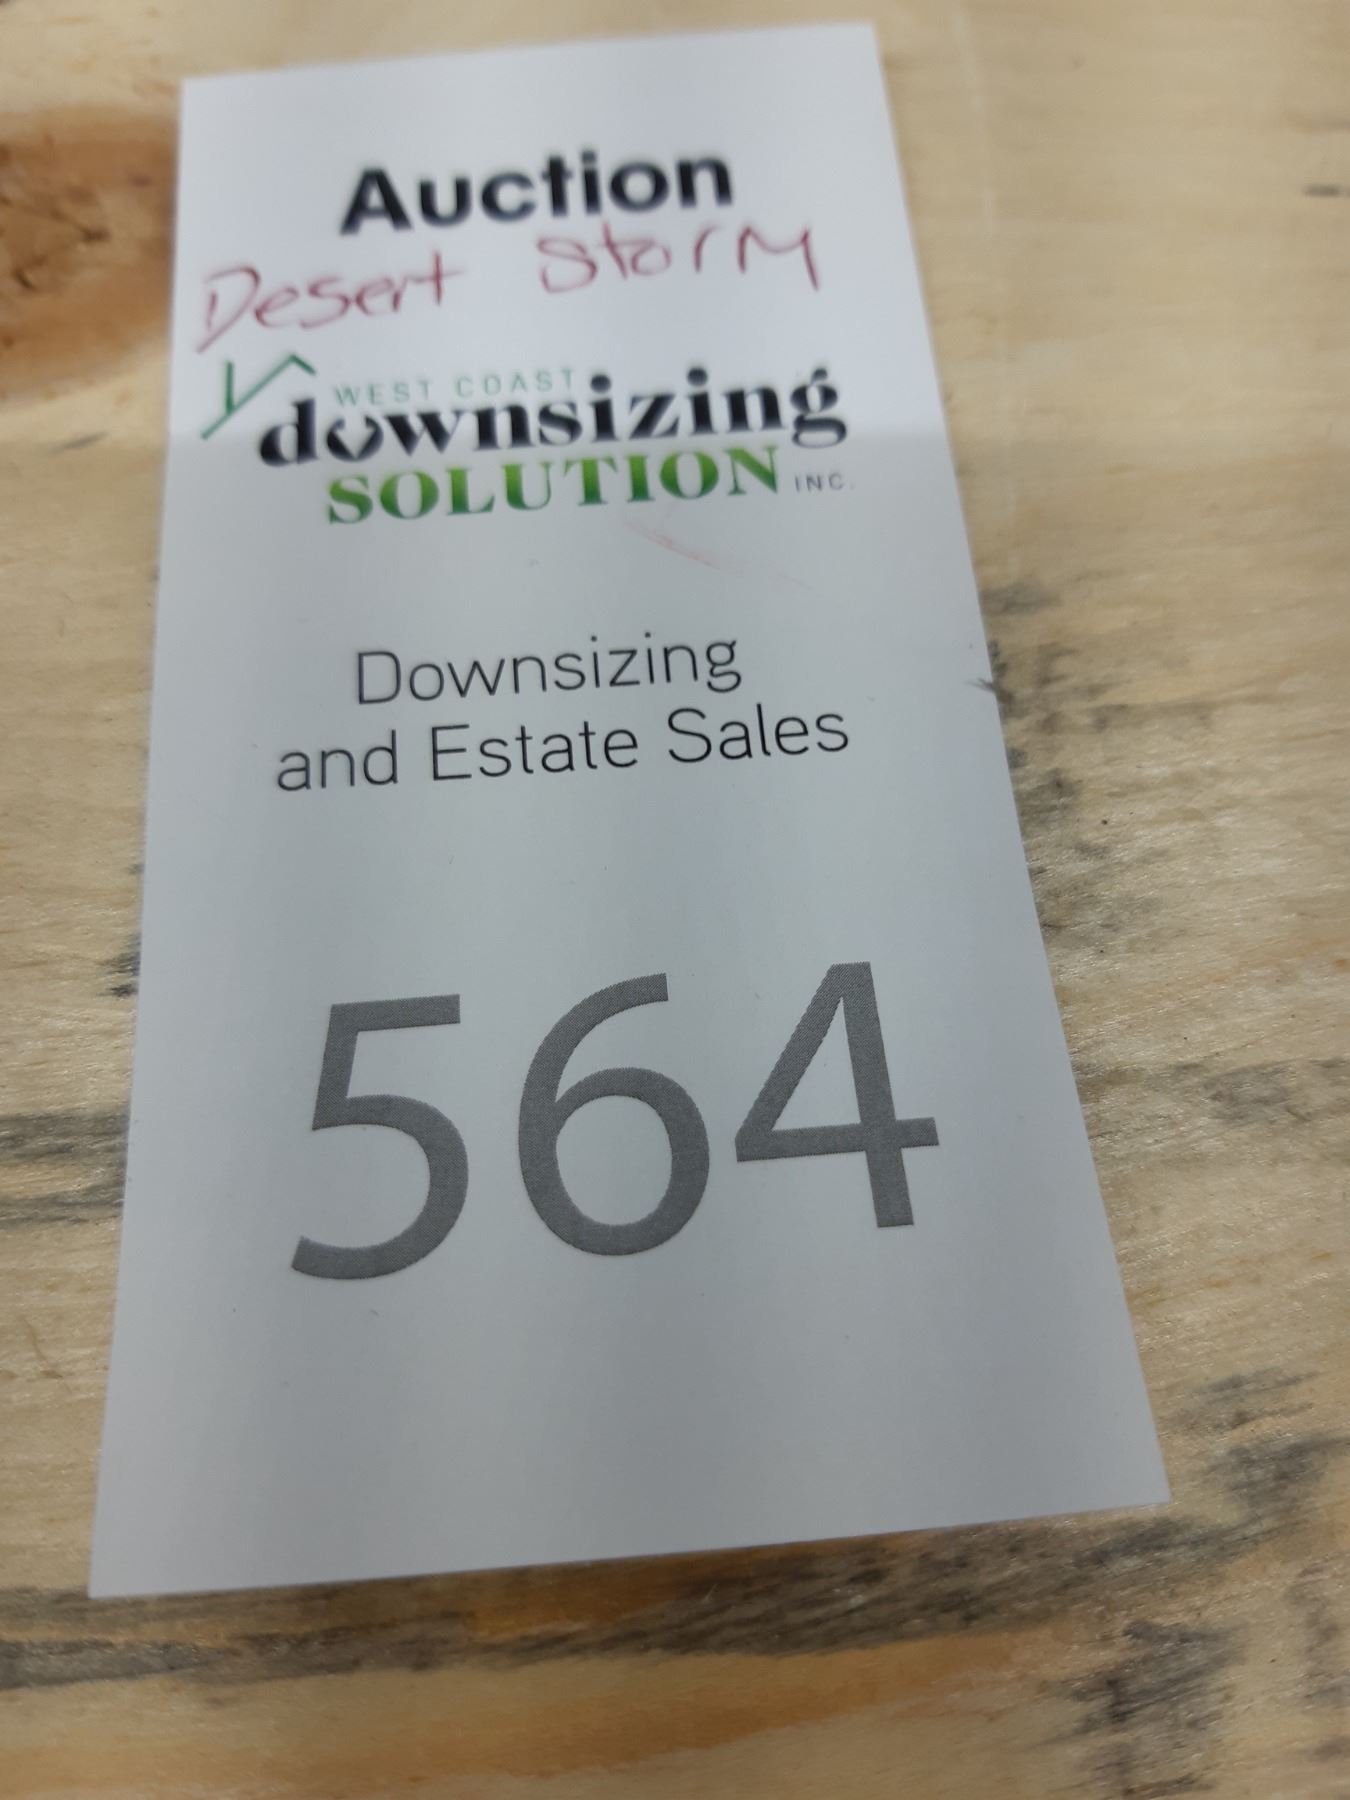 Auction
Desert Storm
WEST COAST
downsizing
SOLUTION INC.
Downsizing
and Estate Sales
564